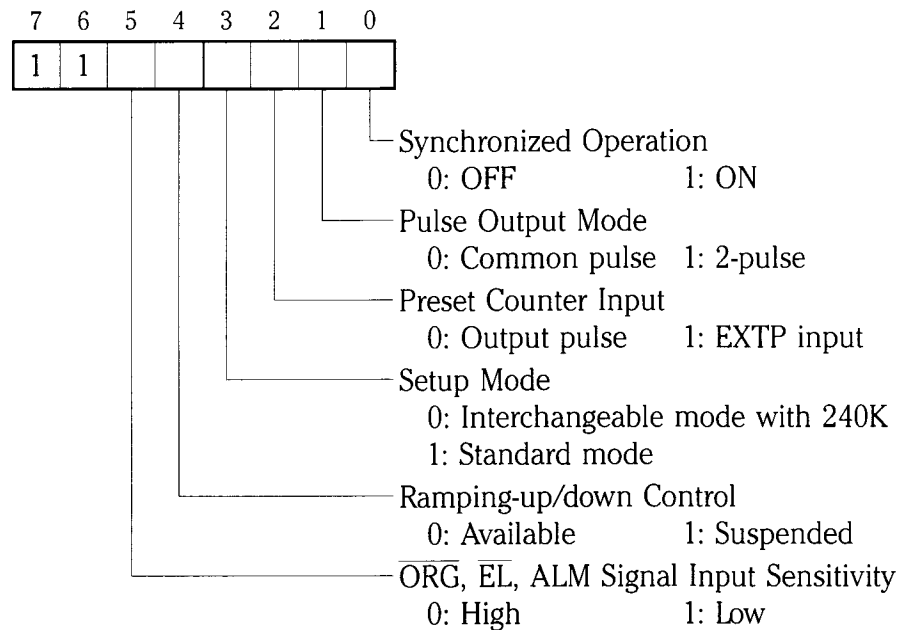 7 6 5 4 3 2 1 0
1 1
Synchronized Operation
0: OFF 1: ON
Pulse Output Mode
0: Common pulse 1: 2-pulse
Preset Counter Input
0: Output pulse 1: EXTP input
Setup Mode
0: Interchangeable mode with 240K
1: Standard mode
Ramping-up/down Control
0: Available 1: Suspended
O̅R̅G̅, E̅L̅, ALM Signal Input Sensitivity
0: High 1: Low